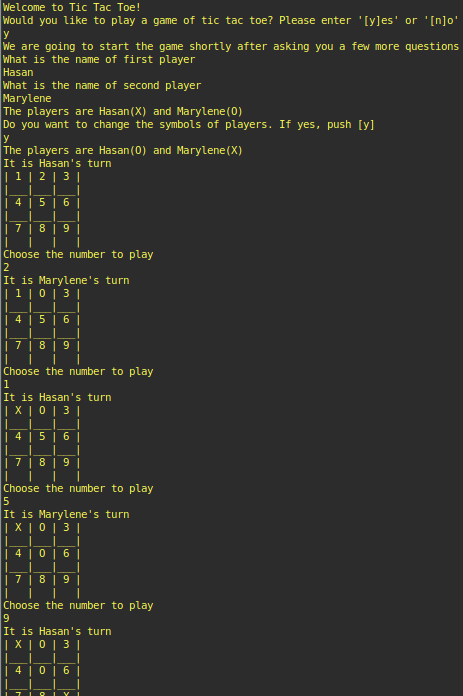 Welcome to Tic Tac Toe!
Would you like to play a game of tic tac toe? Please enter '[y]es' or '[n]o'
y
We are going to start the game shortly after asking you a few more questions
What is the name of first player
Hasan
What is the name of second player
Marylene
The players are Hasan(X) and Marylene(O)
Do you want to change the symbols of players. If yes, push [y]
y
The players are Hasan(O) and Marylene(X)
It is Hasan's turn
| 1 | 2 | 3 |
|___|___|___|
| 4 | 5 | 6 |
|___|___|___|
| 7 | 8 | 9 |
|   |   |   |
Choose the number to play
2
It is Marylene's turn
| 1 | O | 3 |
|___|___|___|
| 4 | 5 | 6 |
|___|___|___|
| 7 | 8 | 9 |
|   |   |   |
Choose the number to play
1
It is Hasan's turn
| X | O | 3 |
|___|___|___|
| 4 | 5 | 6 |
|___|___|___|
| 7 | 8 | 9 |
|   |   |   |
Choose the number to play
5
It is Marylene's turn
| X | O | 3 |
|___|___|___|
| 4 | O | 6 |
|___|___|___|
| 7 | 8 | 9 |
|   |   |   |
Choose the number to play
9
It is Hasan's turn
| X | O | 3 |
|___|___|___|
| 4 | O | 6 |
|___|___|___|
| 7 | 8 | X |